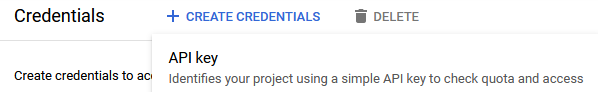 Credentials + CREATE CREDENTIALS DELETE
API key
Create credentials to Identifies your project using a simple API key to check quota and access